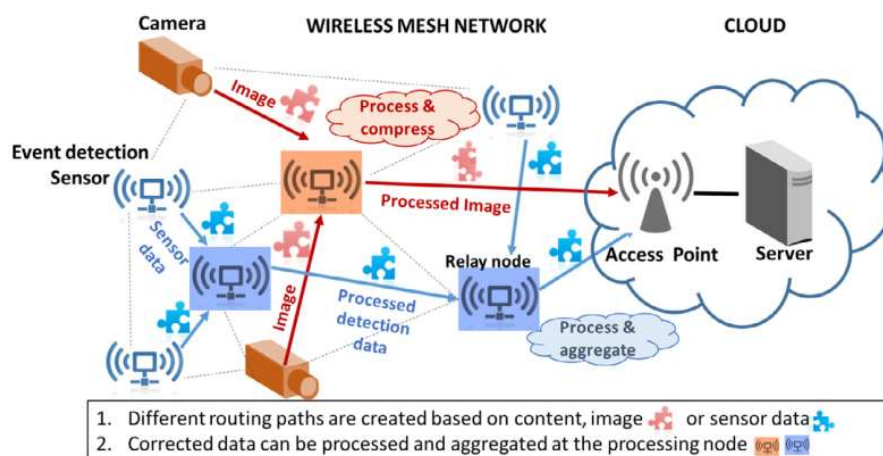 Camera
WIRELESS MESH NETWORK
CLOUD
Image
Process &
compress
Event detection
Sensor
Sensor
data
Processed Image
Image
Processed
detection
data
Relay node
Process &
aggregate
Access Point
Server
1. Different routing paths are created based on content, image or sensor data
2. Corrected data can be processed and aggregated at the processing node